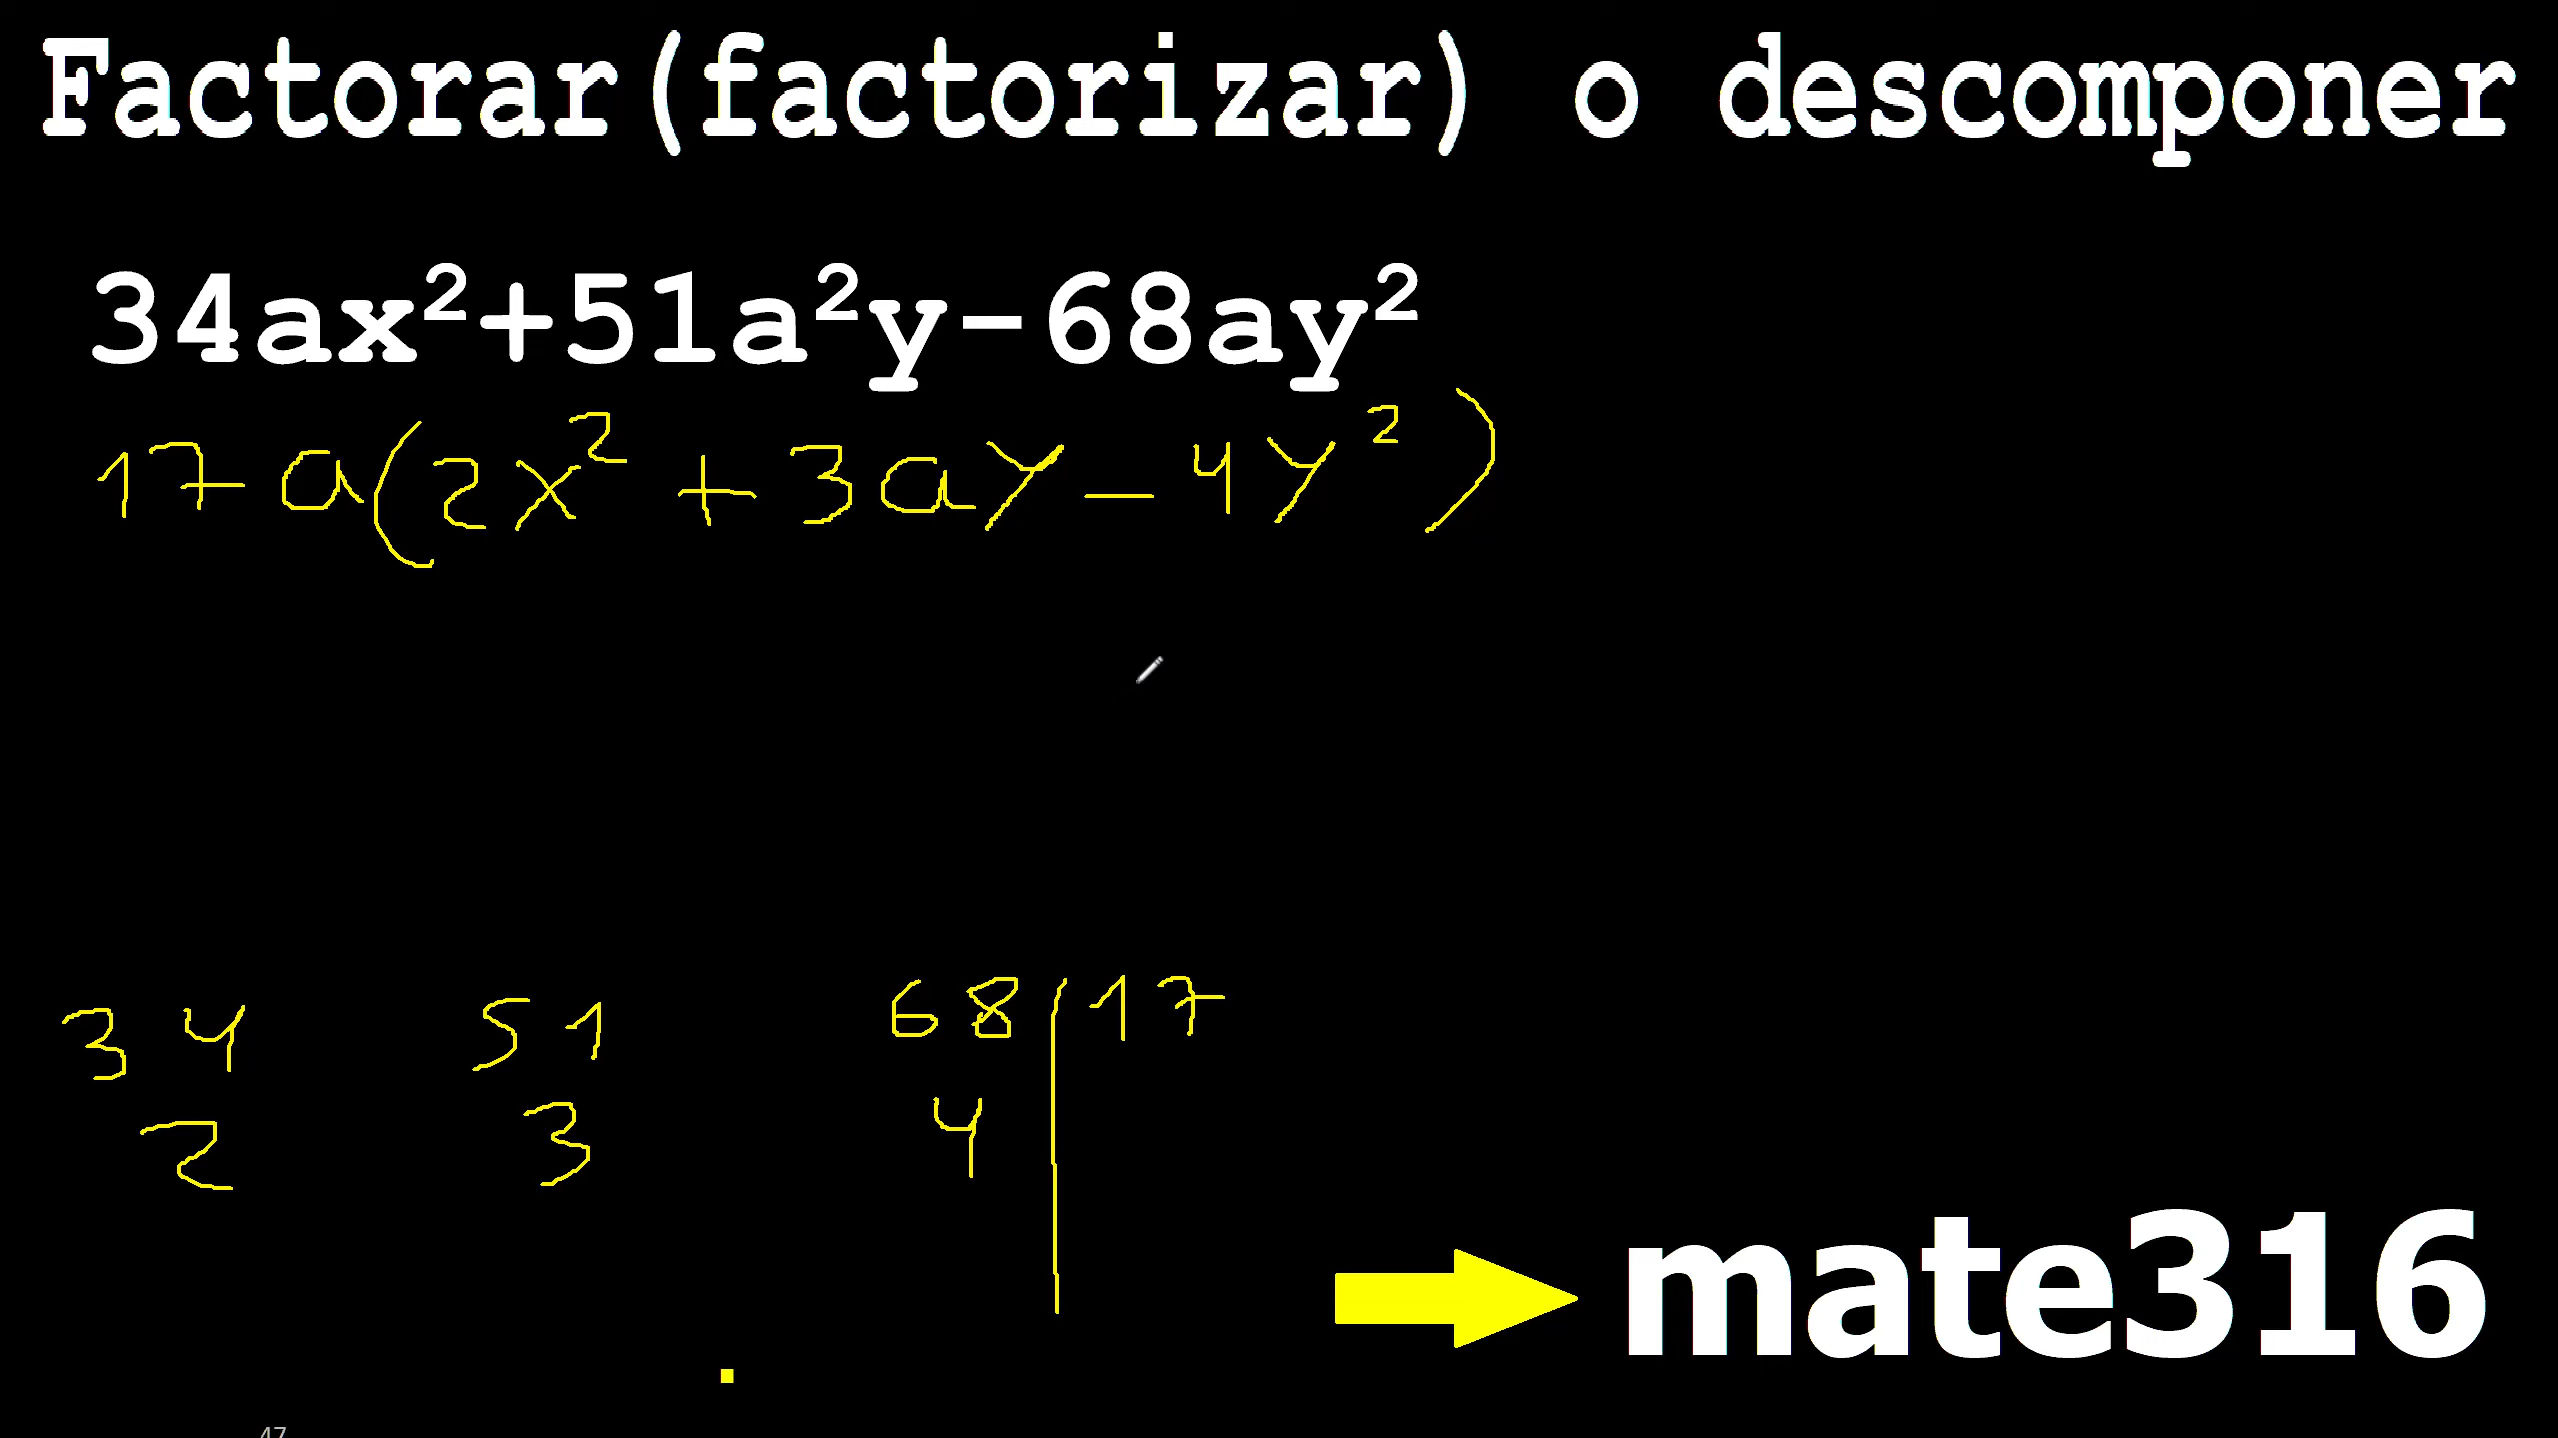 Factorar(factorizar) o descomponer
34ax²+51a²y-68ay²
17a(2x²+3ay-4y²)
34 51 68|17
2 3 4
mate316